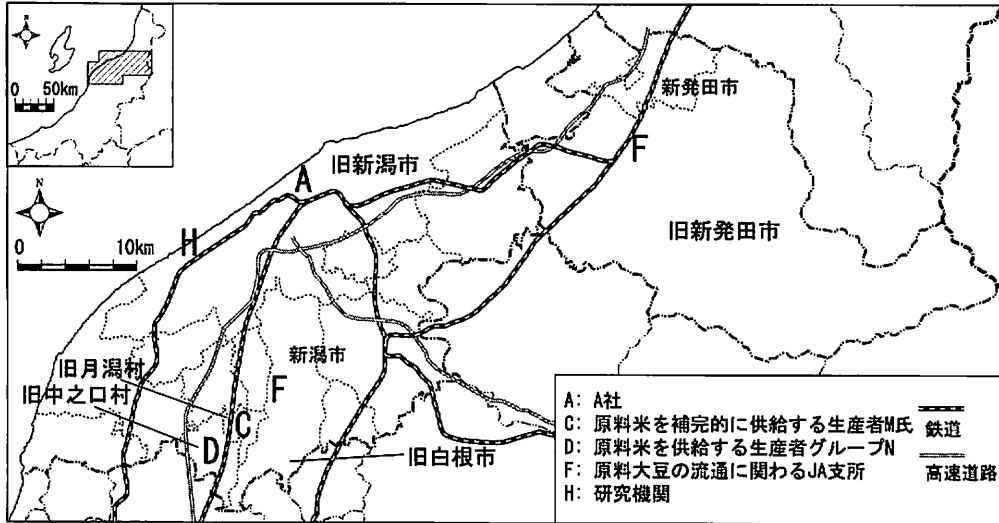 N
0 50km
N
0 10km
新発田市
F
旧新潟市
A
旧新発田市
H
新潟市
旧月潟村
旧中之口村
F
C
D
旧白根市
A: A社
C: 原料米を補完的に供給する生産者M氏
D: 原料米を供給する生産者グループN
F: 原料大豆の流通に関わるJA支所
H: 研究機関
鉄道
高速道路